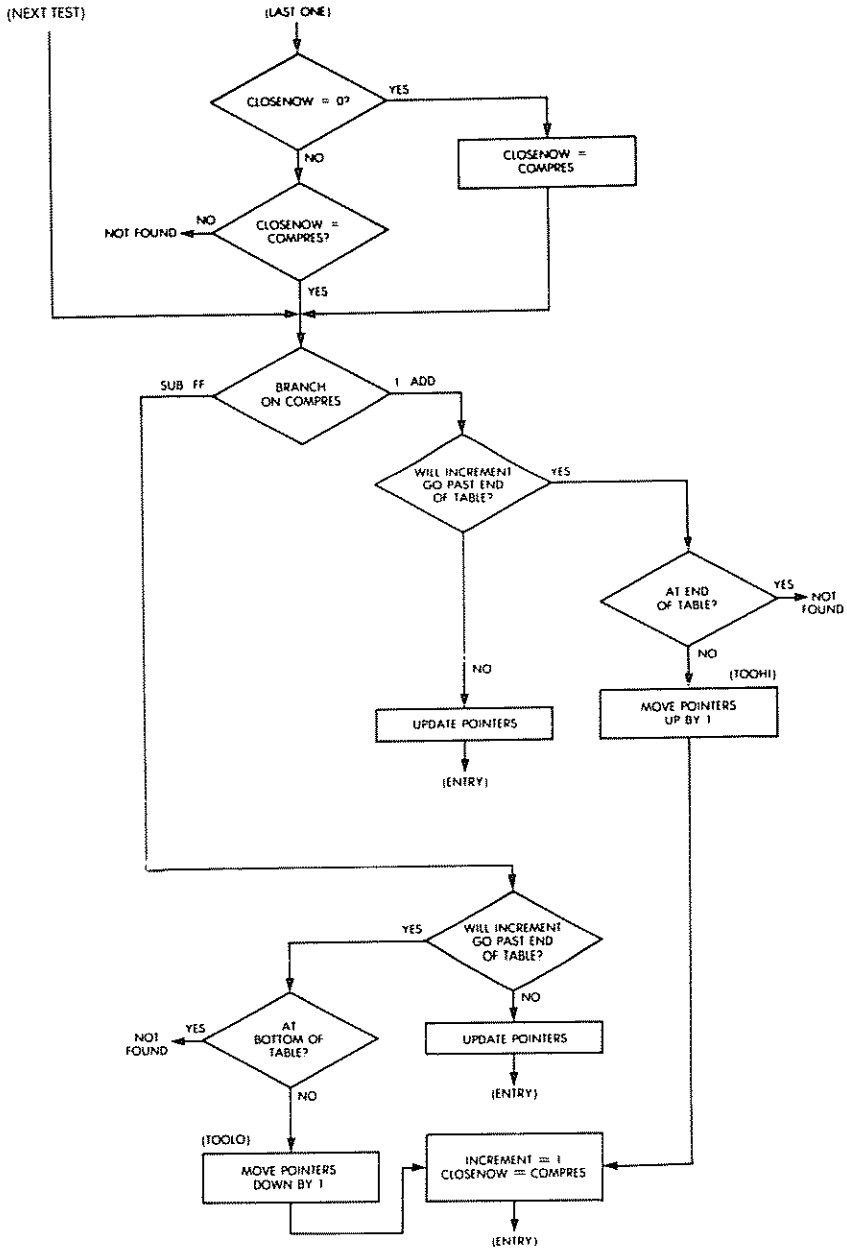 (NEXT TEST)
(LAST ONE)
CLOSENOW = 0?
YES
NO
CLOSENOW =
COMPRES
CLOSENOW =
COMPRES?
NO
NOT FOUND
YES
BRANCH
ON COMPRES
SUB FF
1 ADD
WILL INCREMENT
GO PAST END
OF TABLE?
YES
AT END
OF TABLE?
YES
NOT
FOUND
NO
NO
(TOOHI)
MOVE POINTERS
UP BY 1
UPDATE POINTERS
(ENTRY)
WILL INCREMENT
GO PAST END
OF TABLE?
YES
NO
AT
BOTTOM OF
TABLE?
YES
NOT
FOUND
UPDATE POINTERS
(ENTRY)
NO
(TOOLO)
MOVE POINTERS
DOWN BY 1
INCREMENT = 1
CLOSENOW = COMPRES
(ENTRY)